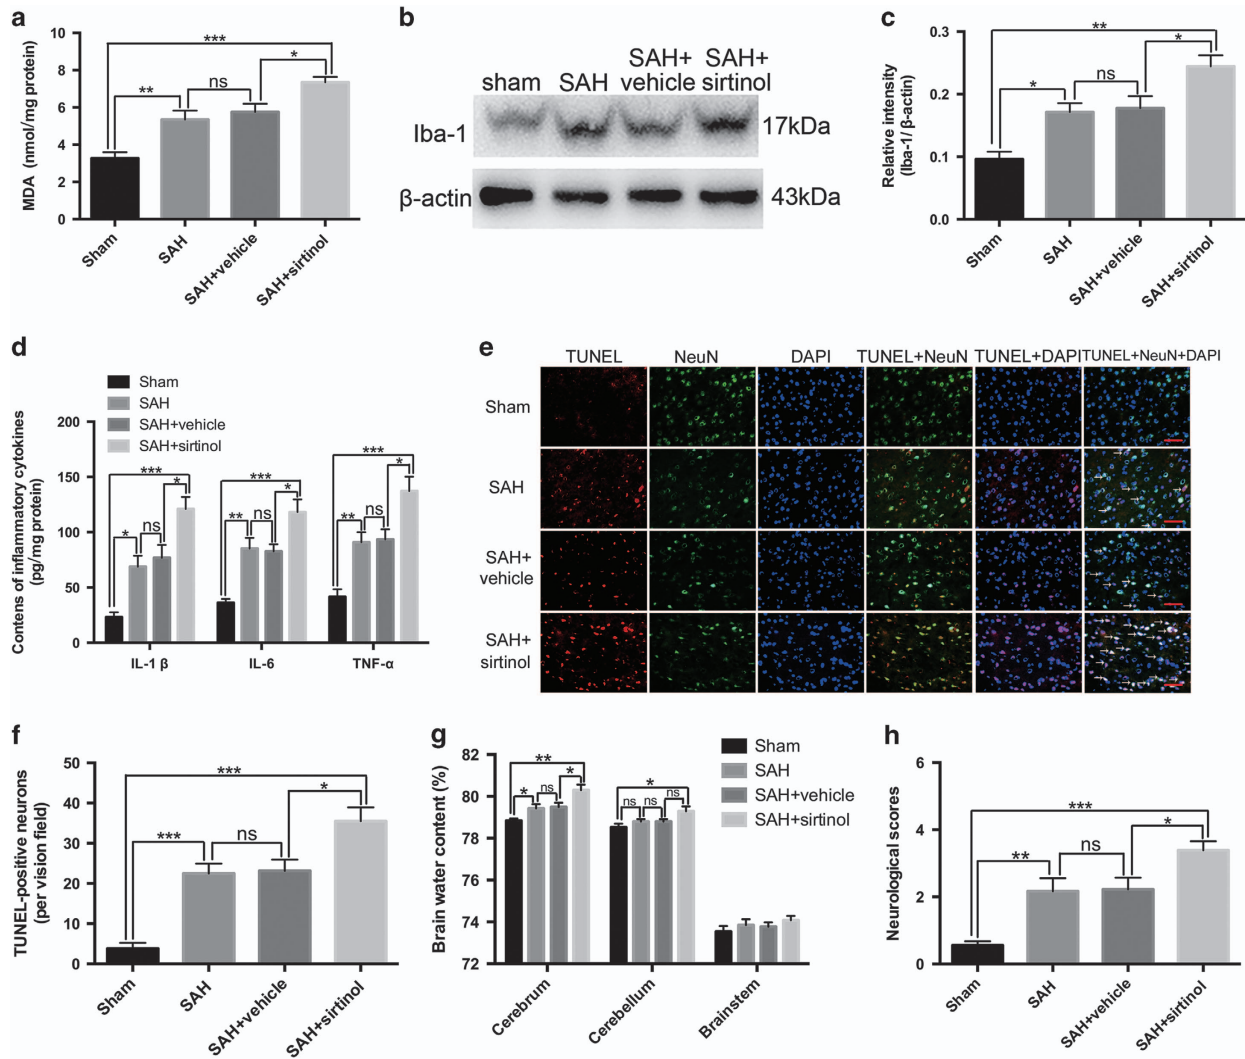 a
MDA (nmol/mg protein)
10
8
6
4
2
0
***
**
ns
*
Sham
SAH
SAH+vehicle
SAH+sirtinol
b
sham SAH SAH+ vehicle SAH+ sirtinol
Iba-1 17kDa
β-actin 43kDa
c
Relative intensity
(Iba-1/ β-actin)
0.3
0.2
0.1
0.0
**
*
ns
*
Sham
SAH
SAH+vehicle
SAH+sirtinol
d
Sham
SAH
SAH+vehicle
SAH+sirtinol
Contens of inflammatory cytokines
(pg/mg protein)
200
150
100
50
0
***
*
ns
*
***
**
ns
*
***
**
ns
*
IL-1 β
IL-6
TNF-α
e
TUNEL NeuN DAPI TUNEL+NeuN TUNEL+DAPI TUNEL+NeuN+DAPI
Sham
SAH
SAH+
vehicle
SAH+
sirtinol
f
TUNEL-positive neurons
(per vision field)
50
40
30
20
10
0
***
***
ns
*
Sham
SAH
SAH+vehicle
SAH+sirtinol
g
Sham
SAH
SAH+vehicle
SAH+sirtinol
Brain water content (%)
82
80
78
76
74
72
**
*
ns
*
*
ns
ns
ns
Cerebrum
Cerebellum
Brainstem
h
Neurological scores
6
4
2
0
***
**
ns
*
Sham
SAH
SAH+vehicle
SAH+sirtinol